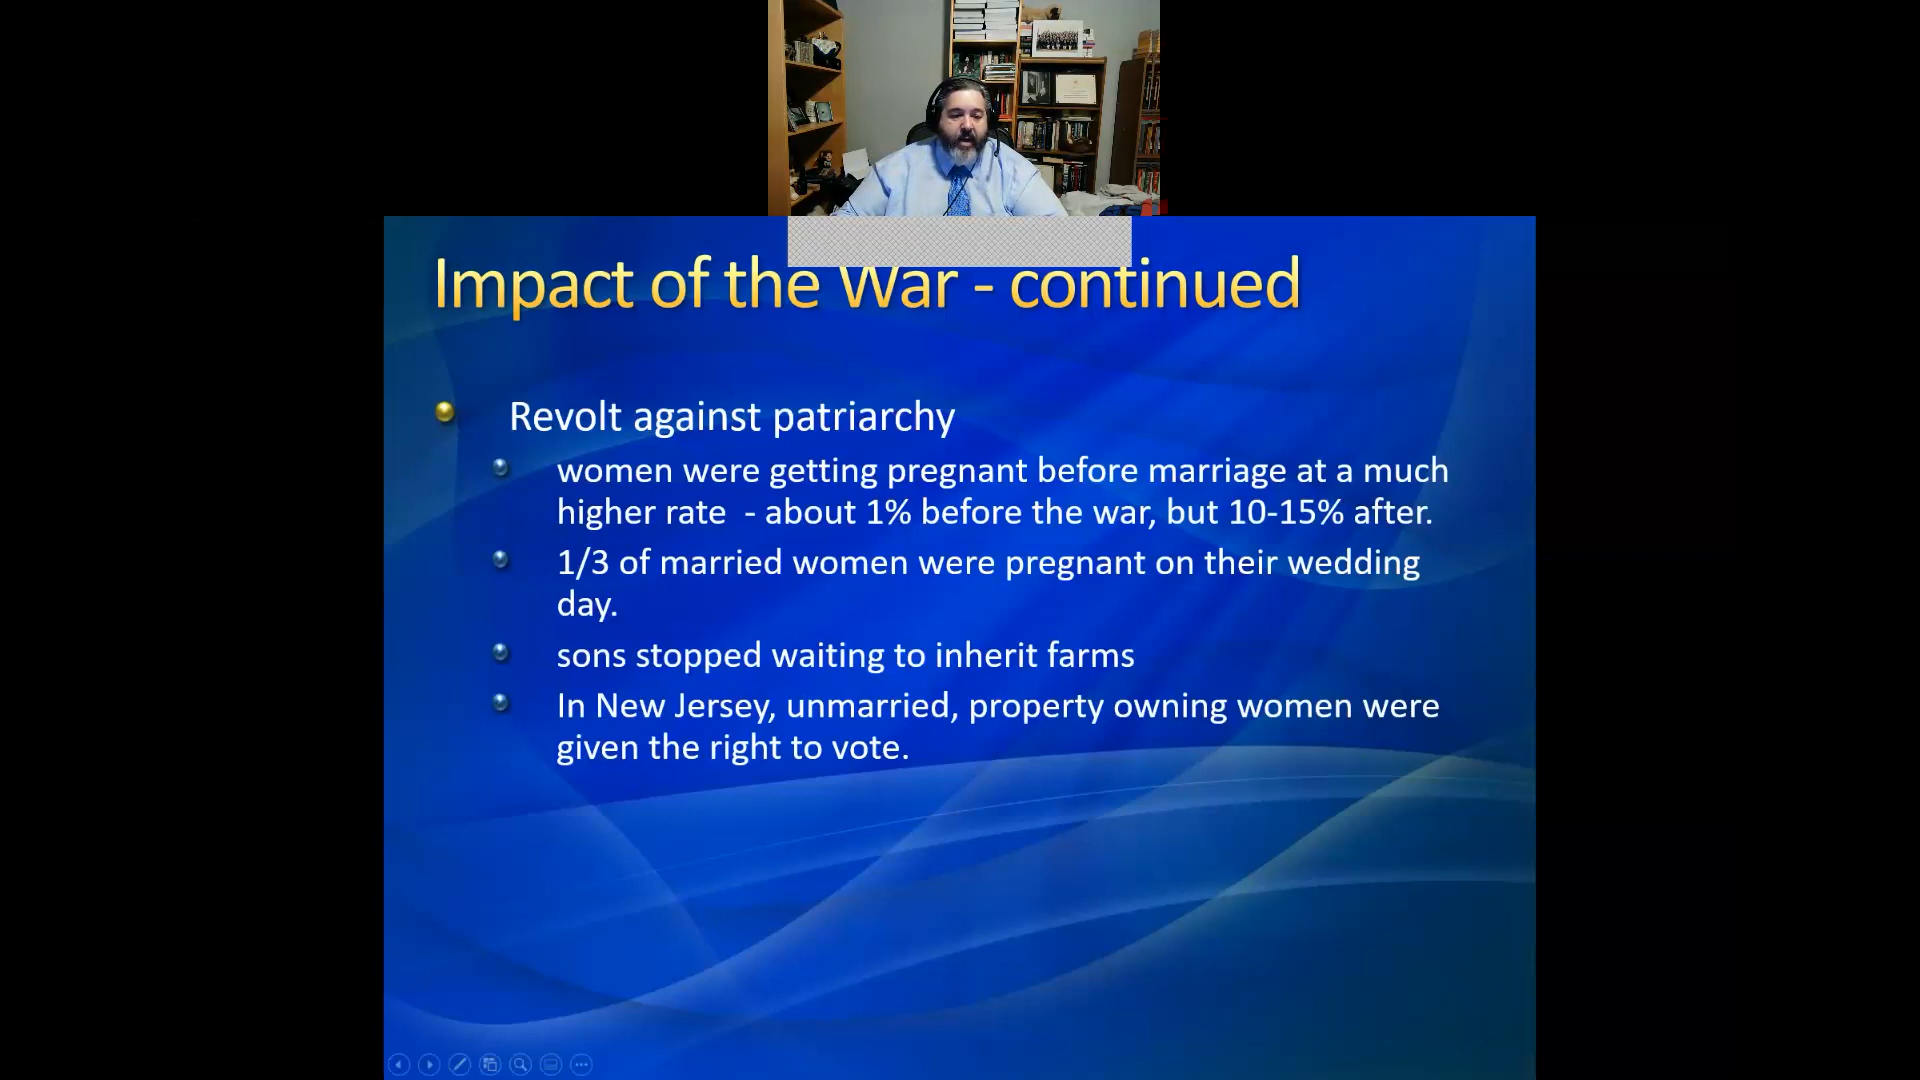 Impact of the War - continued
Revolt against patriarchy
women were getting pregnant before marriage at a much
higher rate - about 1% before the war, but 10-15% after.
1/3 of married women were pregnant on their wedding
day.
sons stopped waiting to inherit farms
In New Jersey, unmarried, property owning women were
given the right to vote.